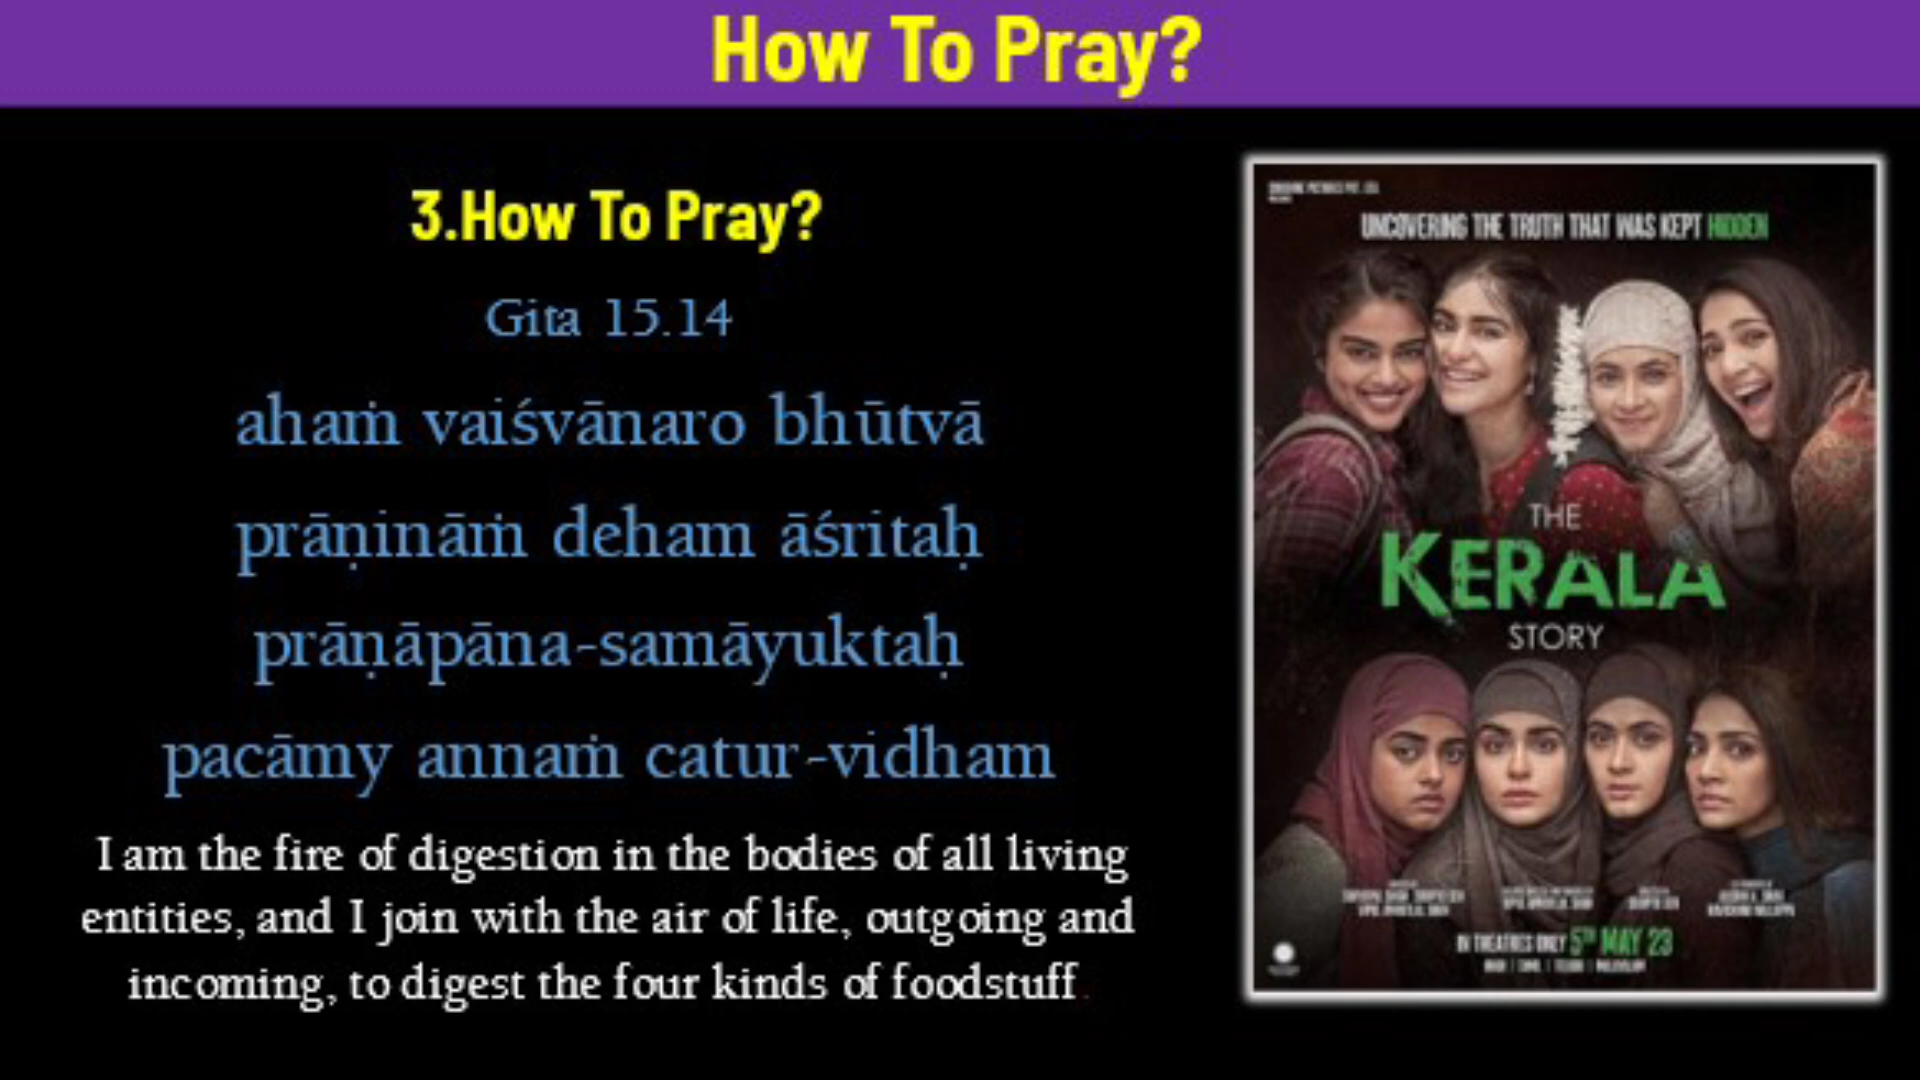 How To Pray?
3.How To Pray?
Gita 15.14
ahaṁ vaiśvānaro bhūtvā
prāṇināṁ deham āśritaḥ
prāṇāpāna-samāyuktaḥ
pacāmy annaṁ catur-vidham
I am the fire of digestion in the bodies of all living
entities, and I join with the air of life, outgoing and
incoming, to digest the four kinds of foodstuff.
UNCOVERING THE TRUTH THAT WAS KEPT HIDDEN
THE
KERALA
STORY
IN THEATRES ONLY 5TH MAY 23